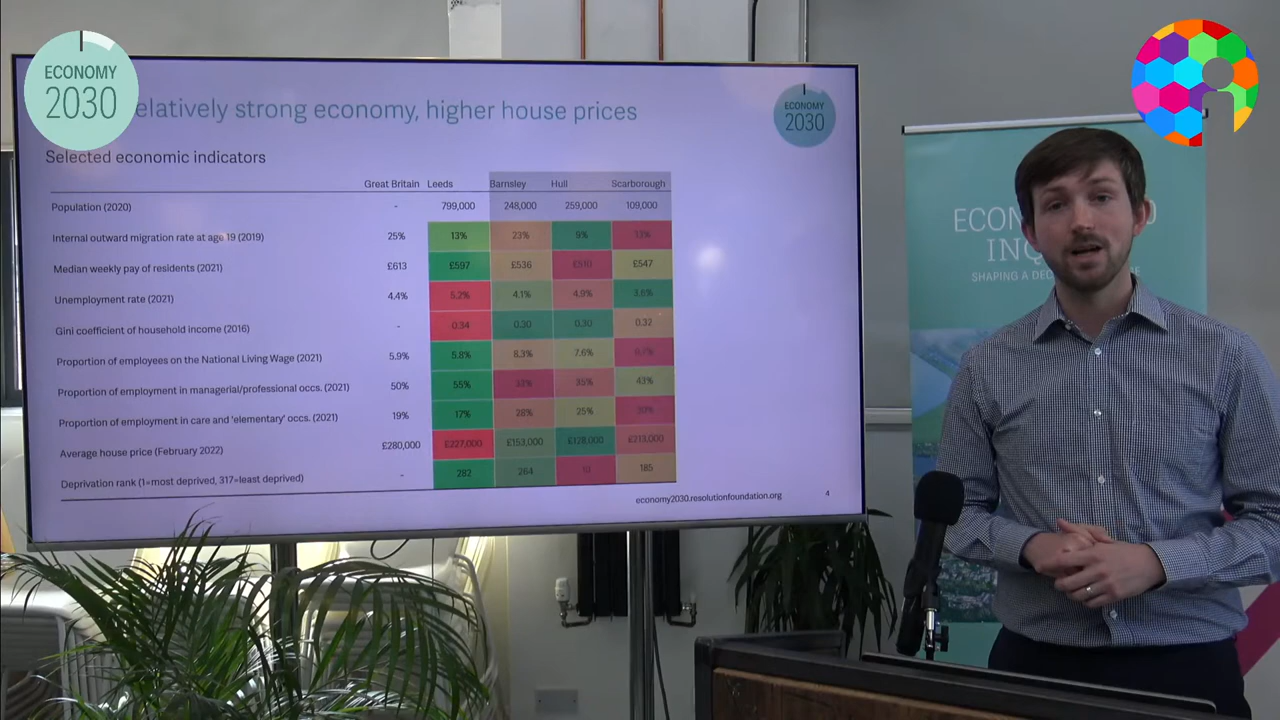 ECONOMY
2030
elatively strong economy, higher house prices
ECONOMY
2030
Selected economic indicators
Great Britain Leeds Barnsley Hull Scarborough
Population (2020) - 799,000 248,000 259,000 109,000
Internal outward migration rate at age 19 (2019) 25% 13% 23% 9%
Median weekly pay of residents (2021) £613 £597 £536 £510 £547
Unemployment rate (2021) 4.4% 5.2% 4.1% 4.9% 3.6%
Gini coefficient of household income (2016) - 0.34 0.30 0.30 0.32
Proportion of employees on the National Living Wage (2021) 5.9% 5.8% 8.3% 7.6%
Proportion of employment in managerial/professional occs. (2021) 50% 55% 33% 35% 43%
Proportion of employment in care and 'elementary' occs. (2021) 19% 17% 28% 25% 30%
Average house price (February 2022) £280,000 £227,000 £153,000 £128,000 £213,000
Deprivation rank (1=most deprived, 317=least deprived) - 282 264 185
economy2030.resolutionfoundation.org 4
ECON
INQ
SHAPING A DEC